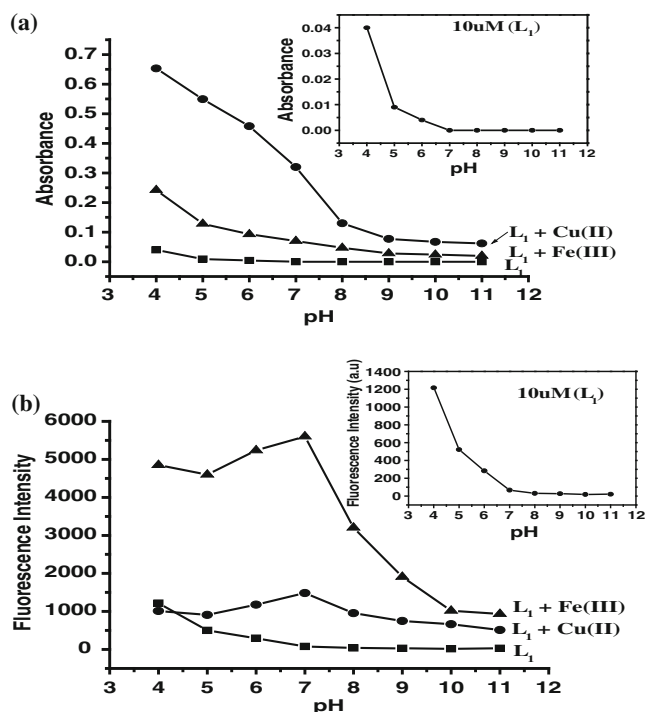 (a)
10uM (L1)
Absorbance
0.04
0.03
0.02
0.01
0.00
3 4 5 6 7 8 9 10 11 12
pH
Absorbance
0.7
0.6
0.5
0.4
0.3
0.2
0.1
0.0
L1 + Cu(II)
L1 + Fe(III)
L1
3 4 5 6 7 8 9 10 11 12
pH
(b)
10uM (L1)
Fluorescence Intensity (a.u)
1400
1200
1000
800
600
400
200
0
3 4 5 6 7 8 9 10 11 12
pH
Fluorescence Intensity
6000
5000
4000
3000
2000
1000
0
L1 + Fe(III)
L1 + Cu(II)
L1
3 4 5 6 7 8 9 10 11 12
pH